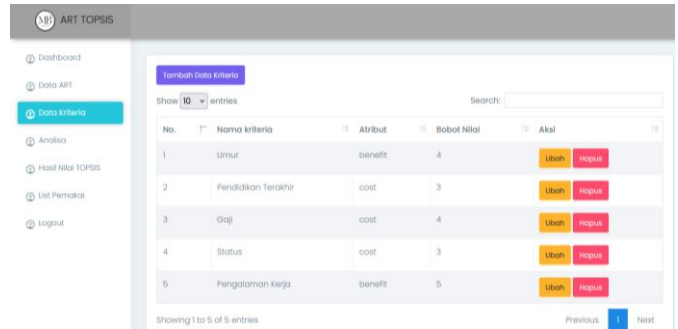 MB ART TOPSIS
Dashboard
Data ART
Data Kriteria
Analisa
Hasil Nilai TOPSIS
List Pemakai
Logout
Tambah Data Kriteria
Show 10 entries Search:
No. Nama kriteria Atribut Bobot Nilai Aksi
1 Umur benefit 4 Ubah Hapus
2 Pendidikan Terakhir cost 3 Ubah Hapus
3 Gaji cost 4 Ubah Hapus
4 Status cost 3 Ubah Hapus
5 Pengalaman Kerja benefit 5 Ubah Hapus
Showing 1 to 5 of 5 entries Previous 1 Next